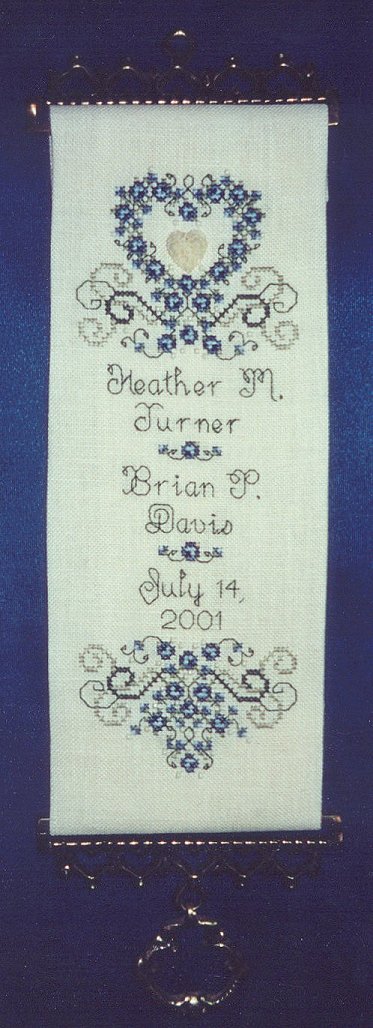 Heather M.
Turner
Brian P.
Davis
July 14,
2001